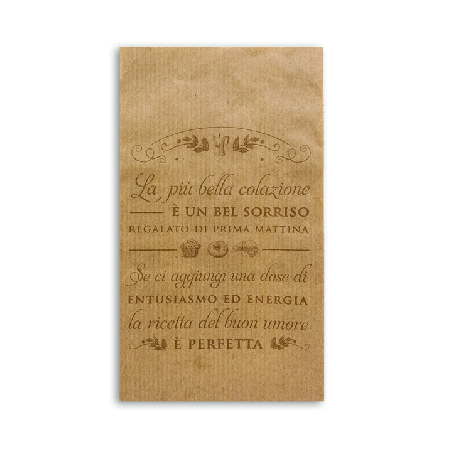 La più bella colazione
È UN BEL SORRISO
REGALATO DI PRIMA MATTINA
Se ci aggiungi una dose di
ENTUSIASMO ED ENERGIA
la ricetta del buon umore
È PERFETTA